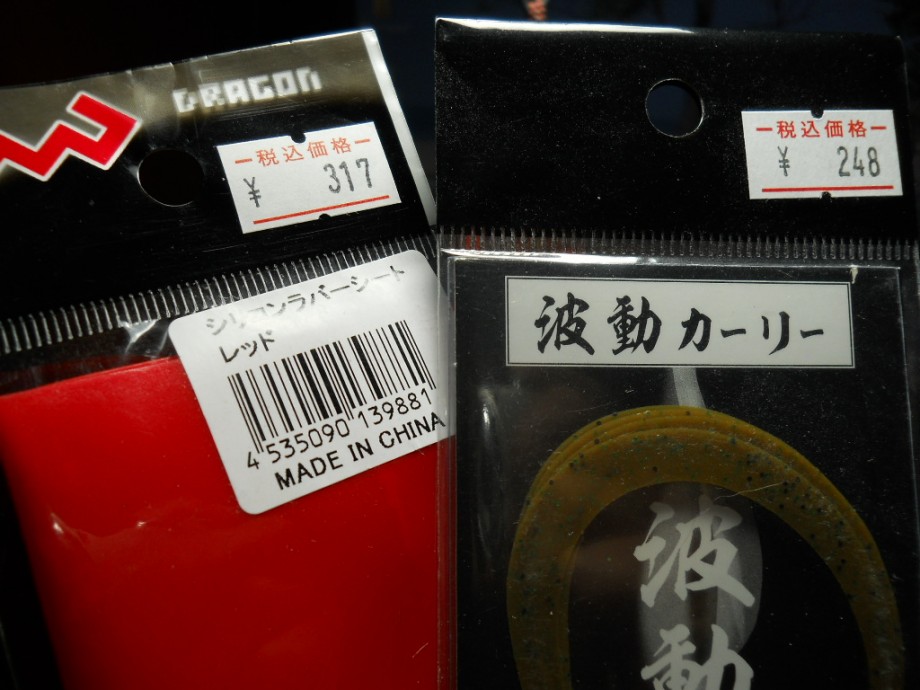 DRAGON
税込価格
¥ 317
シリコンラバーシート
レッド
4 535090 139881
MADE IN CHINA
税込価格
¥ 248
波動カーリー
波動